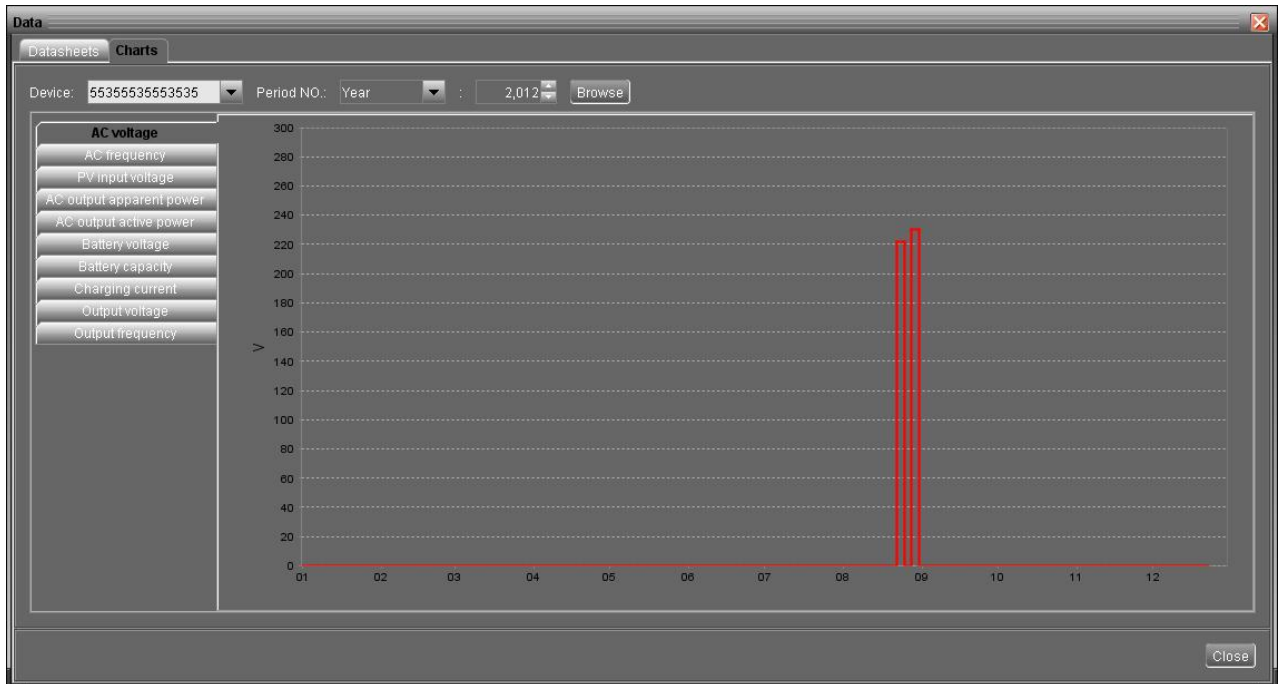 Data
Datasheets Charts
Device: 55355535553535 Period NO.: Year : 2,012 Browse
AC voltage
AC frequency
PV input voltage
AC output apparent power
AC output active power
Battery voltage
Battery capacity
Charging current
Output voltage
Output frequency
V
300
280
260
240
220
200
180
160
140
120
100
80
60
40
20
0
01 02 03 04 05 06 07 08 09 10 11 12
Close